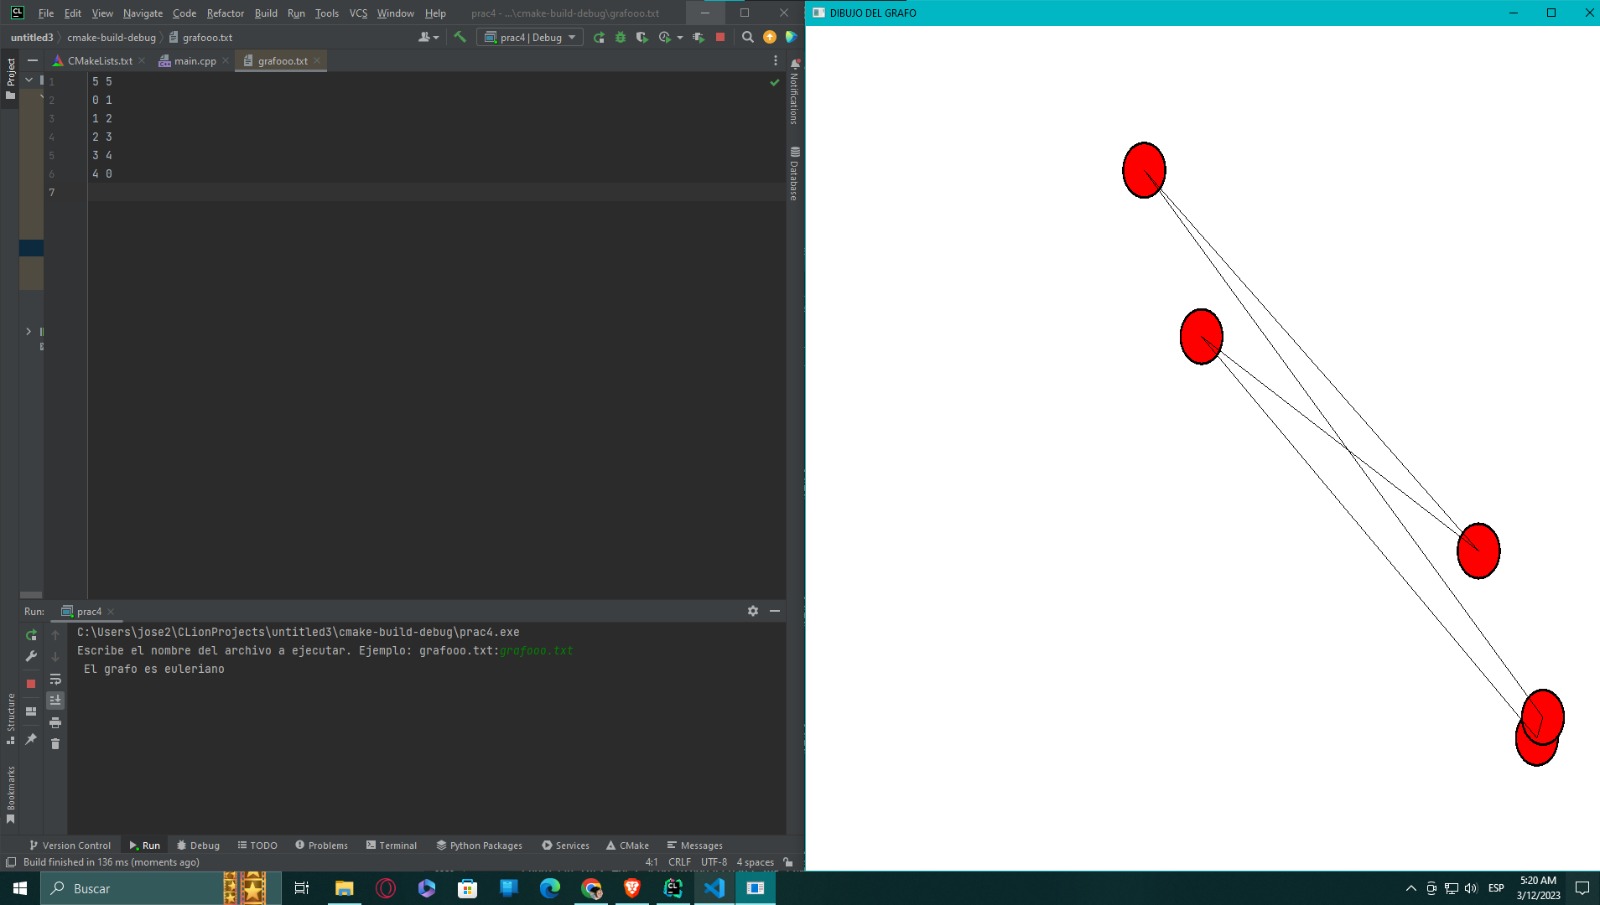 CL File Edit View Navigate Code Refactor Build Run Tools VCS Window Help prac4 - ...\cmake-build-debug\grafooo.txt
DIBUJO DEL GRAFO
untitled3 cmake-build-debug grafooo.txt
prac4 | Debug
Project
CMakeLists.txt main.cpp grafooo.txt
Notifications
Database
1 5 5
2 0 1
3 1 2
4 2 3
5 3 4
6 4 0
7
Run: prac4
C:\Users\jose2\CLionProjects\untitled3\cmake-build-debug\prac4.exe
Escribe el nombre del archivo a ejecutar. Ejemplo: grafooo.txt:grafooo.txt
El grafo es euleriano
Structure
Bookmarks
Version Control Run Debug TODO Problems Terminal Python Packages Services CMake Messages
Build finished in 136 ms (moments ago) 4:1 CRLF UTF-8 4 spaces
Buscar
CL
ESP
5:20 AM
3/12/2023